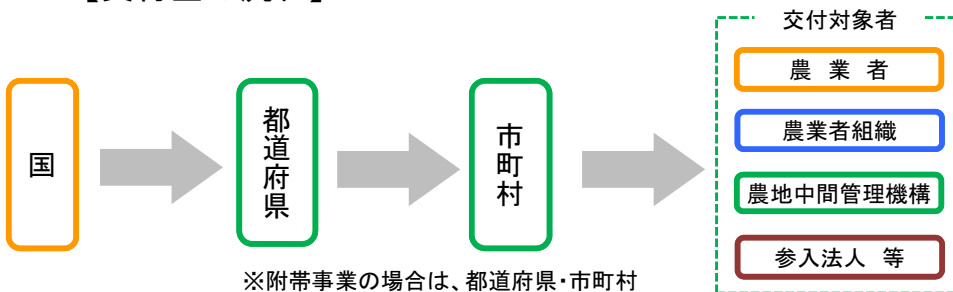 交付対象者
国
都道府県
市町村
農 業 者
農業者組織
農地中間管理機構
参入法人 等
※附帯事業の場合は、都道府県・市町村